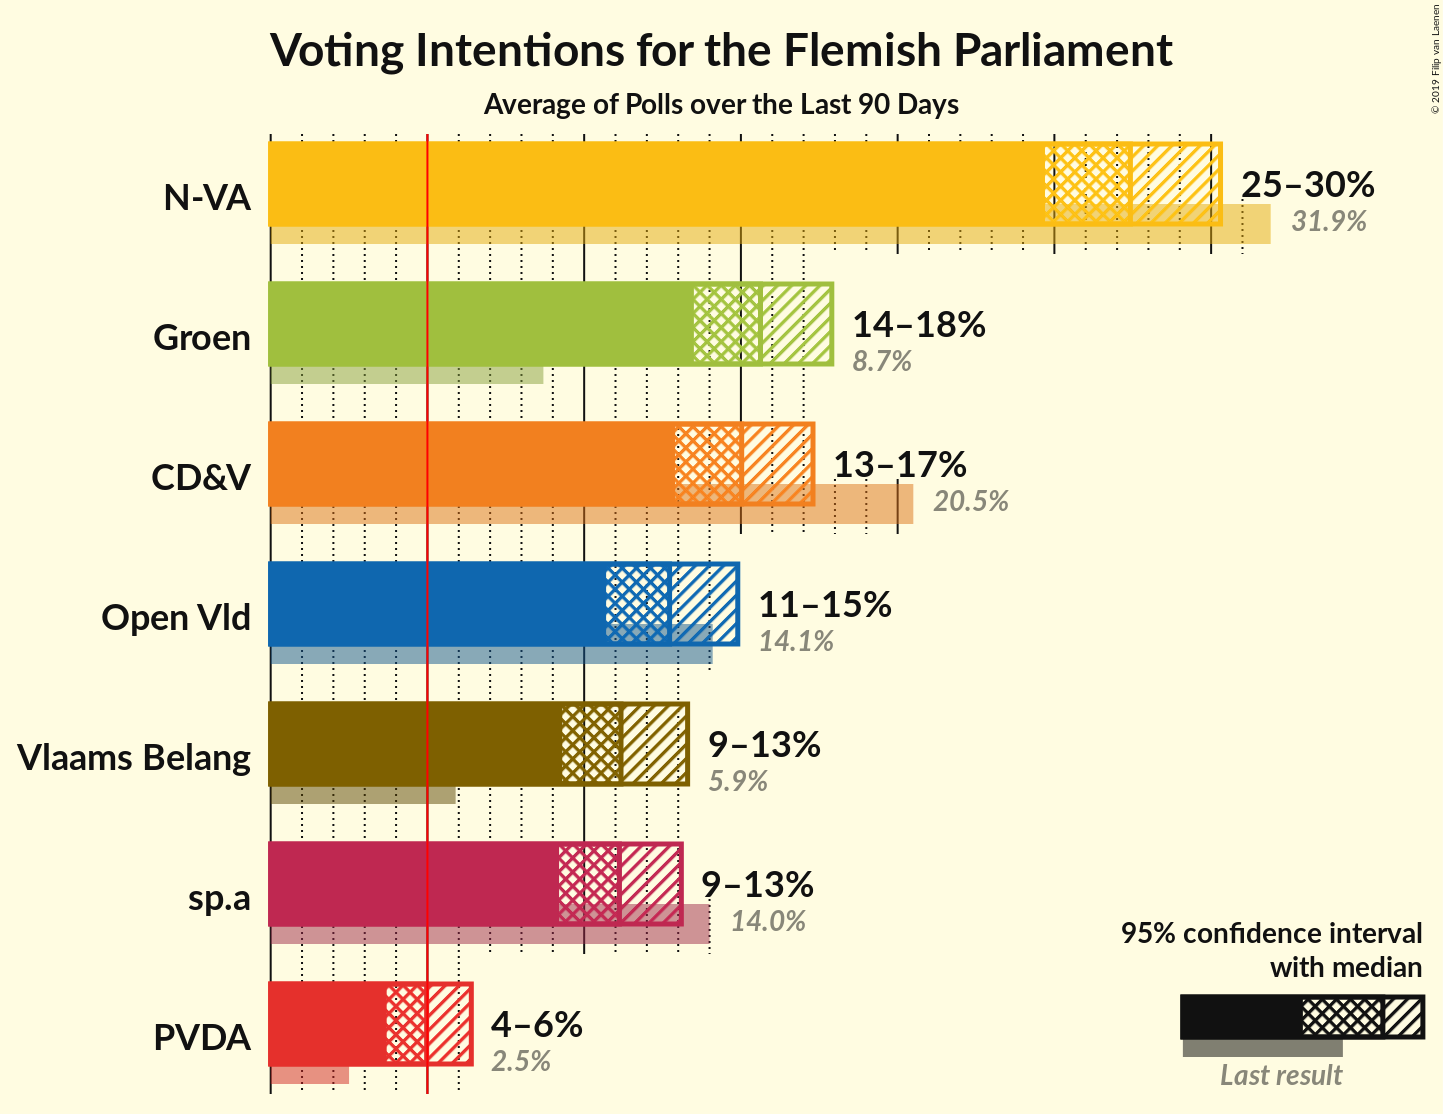 Voting Intentions for the Flemish Parliament
Average of Polls over the Last 90 Days
© 2019 Filip van Laenen
N-VA
25–30%
31.9%
Groen
14–18%
8.7%
CD&V
13–17%
20.5%
Open Vld
11–15%
14.1%
Vlaams Belang
9–13%
5.9%
sp.a
9–13%
14.0%
PVDA
4–6%
2.5%
95% confidence interval
with median
Last result